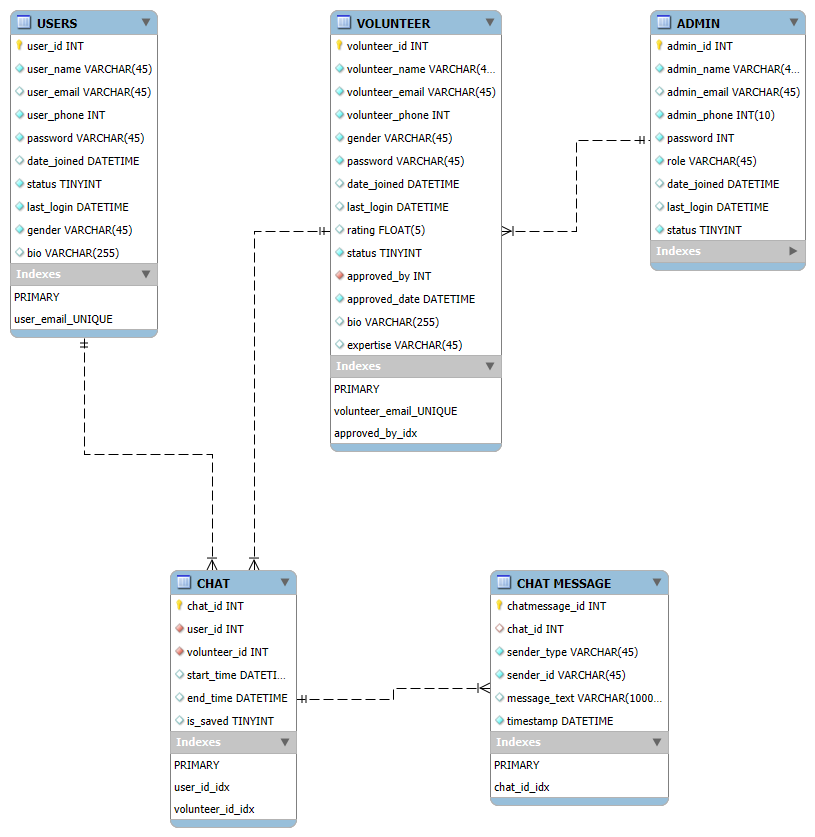 USERS
user_id INT
user_name VARCHAR(45)
user_email VARCHAR(45)
user_phone INT
password VARCHAR(45)
date_joined DATETIME
status TINYINT
last_login DATETIME
gender VARCHAR(45)
bio VARCHAR(255)
Indexes
PRIMARY
user_email_UNIQUE
VOLUNTEER
volunteer_id INT
volunteer_name VARCHAR(4...
volunteer_email VARCHAR(45)
volunteer_phone INT
gender VARCHAR(45)
password VARCHAR(45)
date_joined DATETIME
last_login DATETIME
rating FLOAT(5)
status TINYINT
approved_by INT
approved_date DATETIME
bio VARCHAR(255)
expertise VARCHAR(45)
Indexes
PRIMARY
volunteer_email_UNIQUE
approved_by_idx
ADMIN
admin_id INT
admin_name VARCHAR(4...
admin_email VARCHAR(45)
admin_phone INT(10)
password INT
role VARCHAR(45)
date_joined DATETIME
last_login DATETIME
status TINYINT
Indexes
CHAT
chat_id INT
user_id INT
volunteer_id INT
start_time DATETI...
end_time DATETIME
is_saved TINYINT
Indexes
PRIMARY
user_id_idx
volunteer_id_idx
CHAT MESSAGE
chatmessage_id INT
chat_id INT
sender_type VARCHAR(45)
sender_id VARCHAR(45)
message_text VARCHAR(1000...
timestamp DATETIME
Indexes
PRIMARY
chat_id_idx